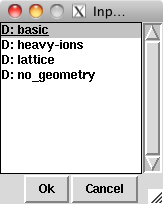 Inp...
D: basic
D: heavy-ions
D: lattice
D: no_geometry
Ok
Cancel